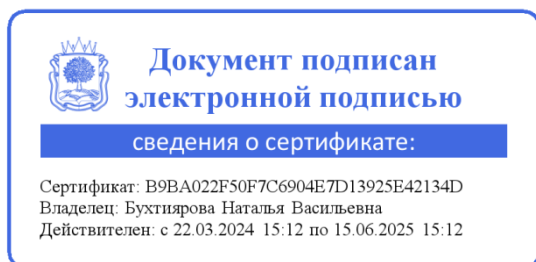 Документ подписан
электронной подписью
сведения о сертификате:
Сертификат: B9BA022F50F7C6904E7D13925E42134D
Владелец: Бухтиярова Наталья Васильевна
Действителен: с 22.03.2024 15:12 по 15.06.2025 15:12